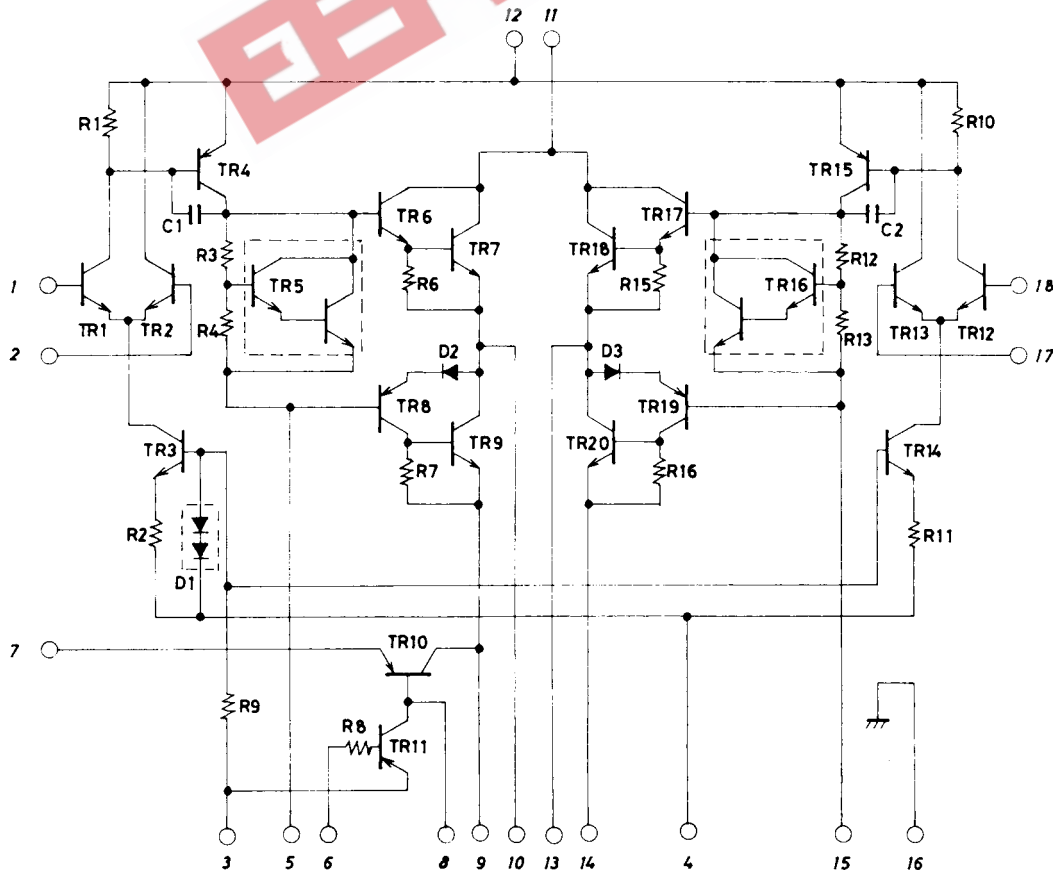 12 11
R1 R10
TR4 TR15
C1 TR6 TR17 C2
R3 TR7 TR18 R12
TR5 R6 R15 TR16
1 18
TR1 TR2 R4 R13 TR13 TR12
2 17
D2 D3
TR8 TR19
TR3 TR9 TR20 TR14
R7 R16
R2 R11
D1
7 TR10
R9 R8 TR11
3 5 6 8 9 10 13 14 4 15 16